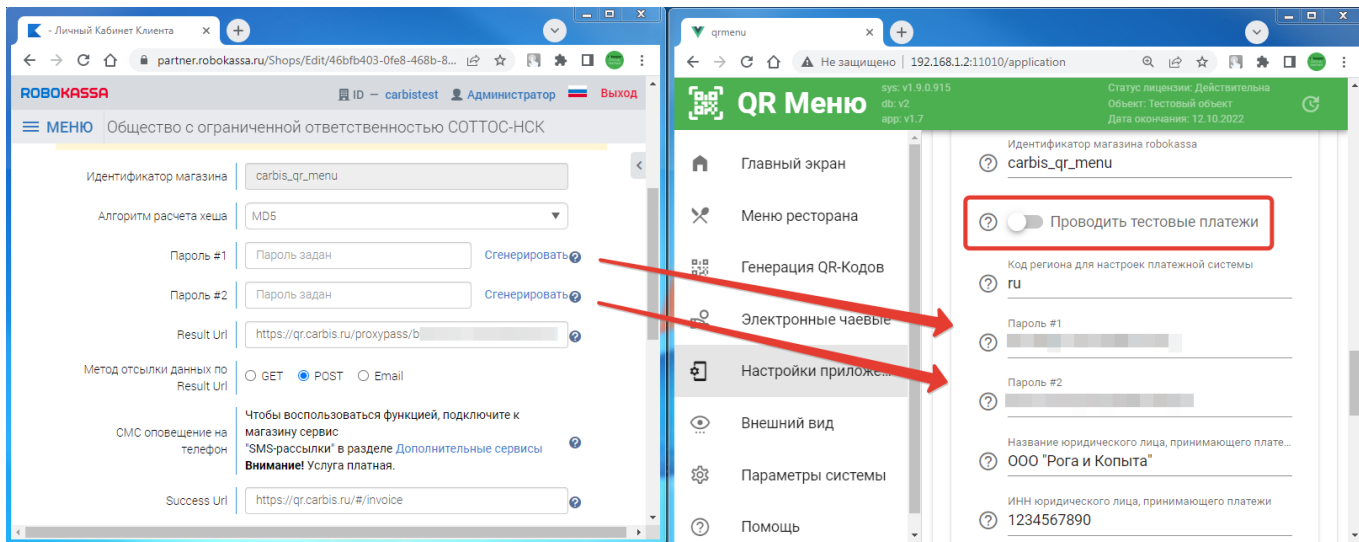 - Личный Кабинет Клиента
partner.robokassa.ru/Shops/Edit/46bfb403-0fe8-468b-8...
ROBOKASSA
ID — carbistest
Администратор
Выход
МЕНЮ
Общество с ограниченной ответственностью СОТТОС-НСК
Идентификатор магазина
carbis_qr_menu
Алгоритм расчета хеша
MD5
Пароль #1
Пароль задан
Сгенерировать
Пароль #2
Пароль задан
Сгенерировать
Result Url
https://qr.carbis.ru/proxypass/b
Метод отсылки данных по
Result Url
GET
POST
Email
СМС оповещение на
телефон
Чтобы воспользоваться функцией, подключите к
магазину сервис
"SMS-рассылки" в разделе Дополнительные сервисы
Внимание! Услуга платная.
Success Url
https://qr.carbis.ru/#/invoice
qrmenu
Не защищено
192.168.1.2:11010/application
QR Меню
sys: v1.9.0.915
db: v2
app: v1.7
Статус лицензии: Действительна
Объект: Тестовый объект
Дата окончания: 12.10.2022
Главный экран
Меню ресторана
Генерация QR-Кодов
Электронные чаевые
Настройки приложе...
Внешний вид
Параметры системы
Помощь
Идентификатор магазина robokassa
carbis_qr_menu
Проводить тестовые платежи
Код региона для настроек платежной системы
ru
Пароль #1
Пароль #2
Название юридического лица, принимающего плате...
ООО "Рога и Копыта"
ИНН юридического лица, принимающего платежи
1234567890